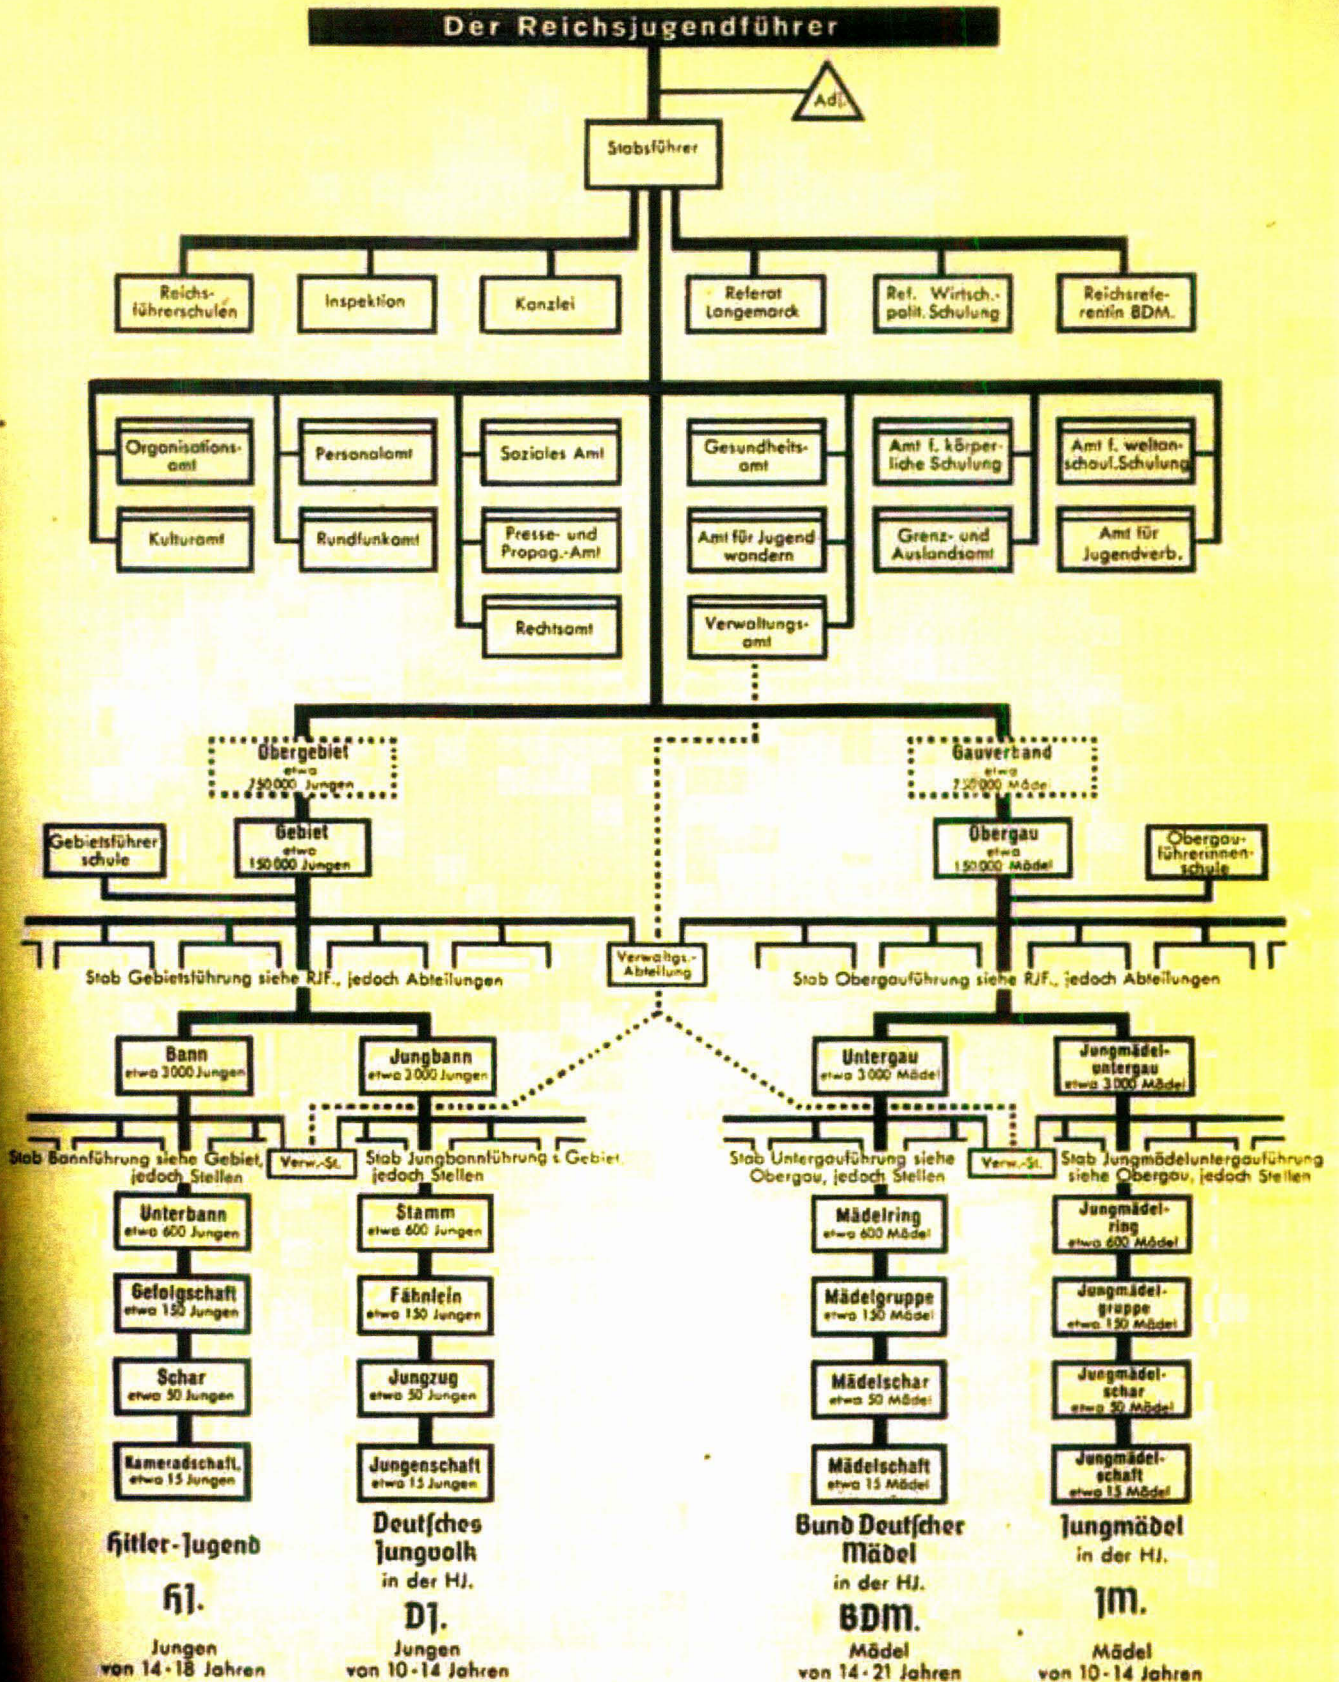 Der Reichsjugendführer
Adj.
Stabsführer
Reichs-
führerschulen
Inspektion
Kanzlei
Referat
Langemarck
Ref. Wirtsch.-
polit. Schulung
Reichsrefe-
rentin BDM.
Organisations-
amt
Personalamt
Soziales Amt
Gesundheits-
amt
Amt f. körper-
liche Schulung
Amt f. weltan-
schaul. Schulung
Kulturamt
Rundfunkamt
Presse- und
Propag.-Amt
Amt für Jugend
wandern
Grenz- und
Auslandsamt
Amt für
Jugendverb.
Rechtsamt
Verwaltungs-
amt
Obergebiet
etwa
750000 Jungen
Gauverband
etwa
750000 Mädel
Gebietsführer
schule
Gebiet
etwa
150000 Jungen
Obergau
etwa
150000 Mädel
Obergau-
führerinnen-
schule
Verwaltgs.-
Abteilung
Stab Gebietsführung siehe RJF., jedoch Abteilungen
Stab Obergauführung siehe RJF., jedoch Abteilungen
Bann
etwa 3000 Jungen
Jungbann
etwa 3000 Jungen
Untergau
etwa 3000 Mädel
Jungmädel-
untergau
etwa 3000 Mädel
Stab Bannführung siehe Gebiet,
jedoch Stellen
Verw.-St.
Stab Jungbannführung s. Gebiet,
jedoch Stellen
Stab Untergauführung siehe
Obergau, jedoch Stellen
Verw.-St.
Stab Jungmädeluntergauführung
siehe Obergau, jedoch Stellen
Unterbann
etwa 600 Jungen
Stamm
etwa 600 Jungen
Mädelring
etwa 600 Mädel
Jungmädel-
ring
etwa 600 Mädel
Gefolgschaft
etwa 150 Jungen
Fähnlein
etwa 150 Jungen
Mädelgruppe
etwa 150 Mädel
Jungmädel-
gruppe
etwa 150 Mädel
Schar
etwa 50 Jungen
Jungzug
etwa 50 Jungen
Mädelschar
etwa 50 Mädel
Jungmädel-
schar
etwa 50 Mädel
Kameradschaft,
etwa 15 Jungen
Jungenschaft
etwa 15 Jungen
Mädelschaft
etwa 15 Mädel
Jungmädel-
schaft
etwa 15 Mädel
Hitler-Jugend
HJ.
Jungen
von 14-18 Jahren
Deutsches
Jungvolk
in der HJ.
DJ.
Jungen
von 10-14 Jahren
Bund Deutscher
Mädel
in der HJ.
BDM.
Mädel
von 14-21 Jahren
Jungmädel
in der HJ.
JM.
Mädel
von 10-14 Jahren